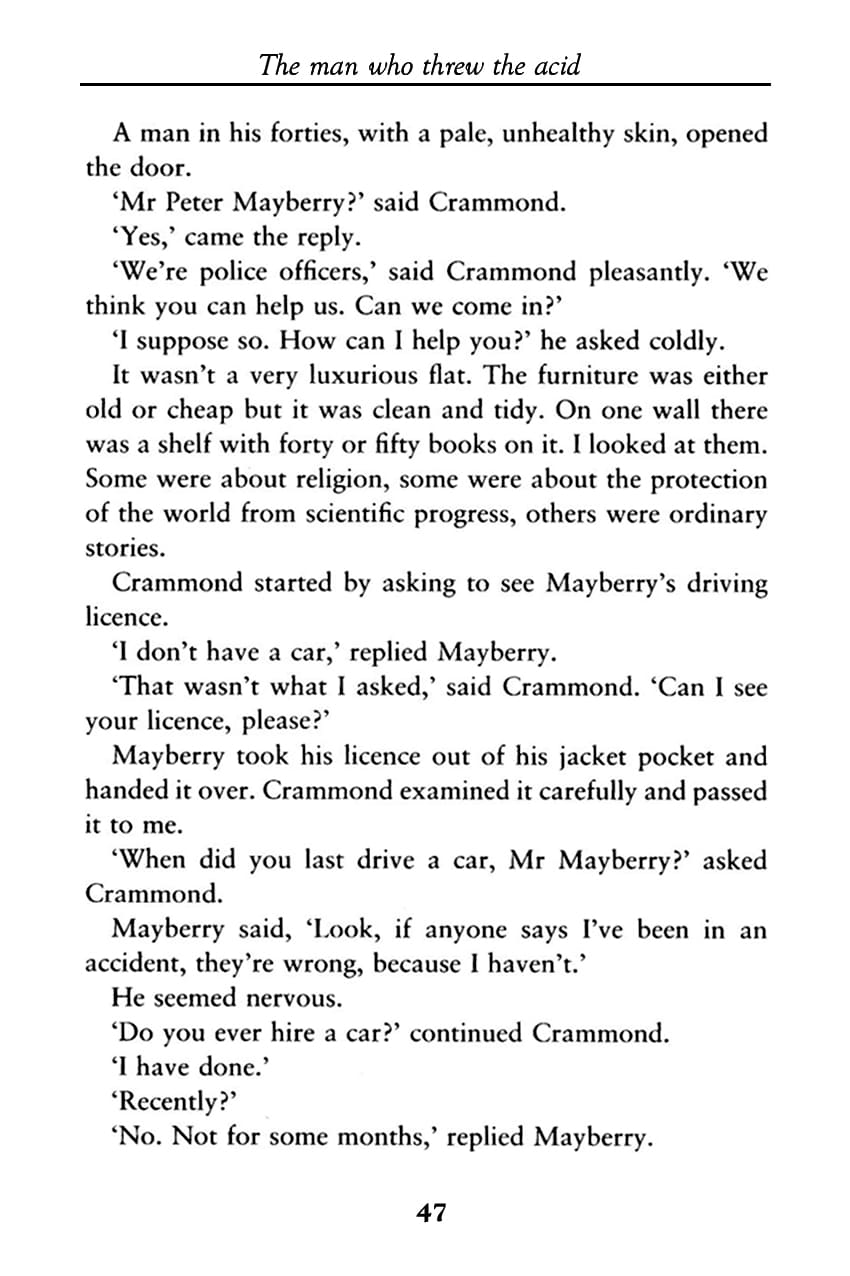 The man who threw the acid
A man in his forties, with a pale, unhealthy skin, opened
the door.
‘Mr Peter Mayberry?’ said Crammond.
‘Yes,’ came the reply.
‘We’re police officers,’ said Crammond pleasantly. ‘We
think you can help us. Can we come in?’
‘I suppose so. How can I help you?’ he asked coldly.
It wasn’t a very luxurious flat. The furniture was either
old or cheap but it was clean and tidy. On one wall there
was a shelf with forty or fifty books on it. I looked at them.
Some were about religion, some were about the protection
of the world from scientific progress, others were ordinary
stories.
Crammond started by asking to see Mayberry’s driving
licence.
‘I don’t have a car,’ replied Mayberry.
‘That wasn’t what I asked,’ said Crammond. ‘Can I see
your licence, please?’
Mayberry took his licence out of his jacket pocket and
handed it over. Crammond examined it carefully and passed
it to me.
‘When did you last drive a car, Mr Mayberry?’ asked
Crammond.
Mayberry said, ‘Look, if anyone says I’ve been in an
accident, they’re wrong, because I haven’t.’
He seemed nervous.
‘Do you ever hire a car?’ continued Crammond.
‘I have done.’
‘Recently?’
‘No. Not for some months,’ replied Mayberry.
47